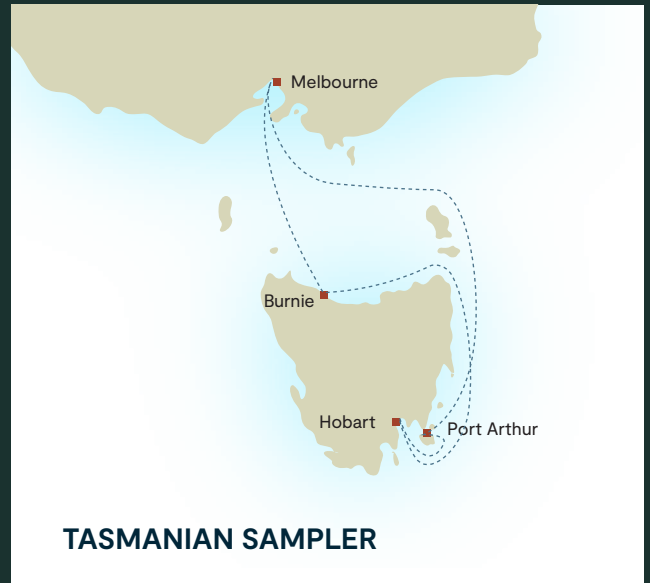 Melbourne
Burnie
Hobart
Port Arthur
TASMANIAN SAMPLER